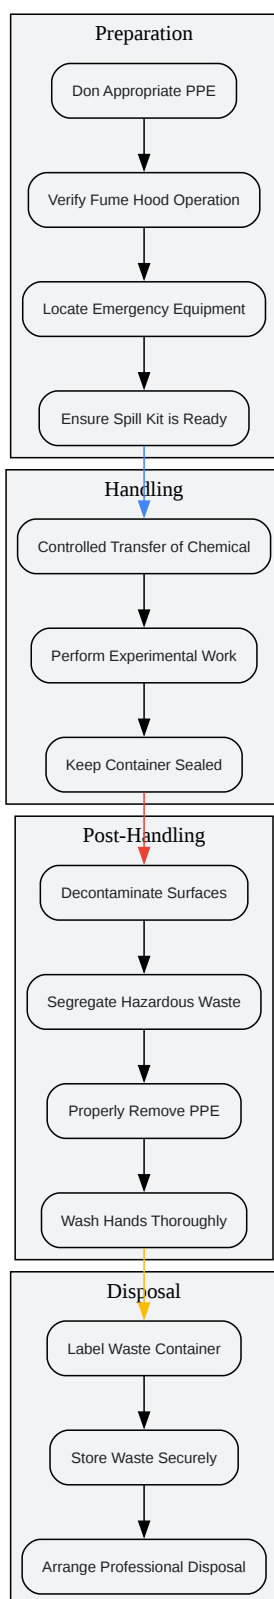 Preparation
Don Appropriate PPE
Verify Fume Hood Operation
Locate Emergency Equipment
Ensure Spill Kit is Ready
Handling
Controlled Transfer of Chemical
Perform Experimental Work
Keep Container Sealed
Post-Handling
Decontaminate Surfaces
Segregate Hazardous Waste
Properly Remove PPE
Wash Hands Thoroughly
Disposal
Label Waste Container
Store Waste Securely
Arrange Professional Disposal